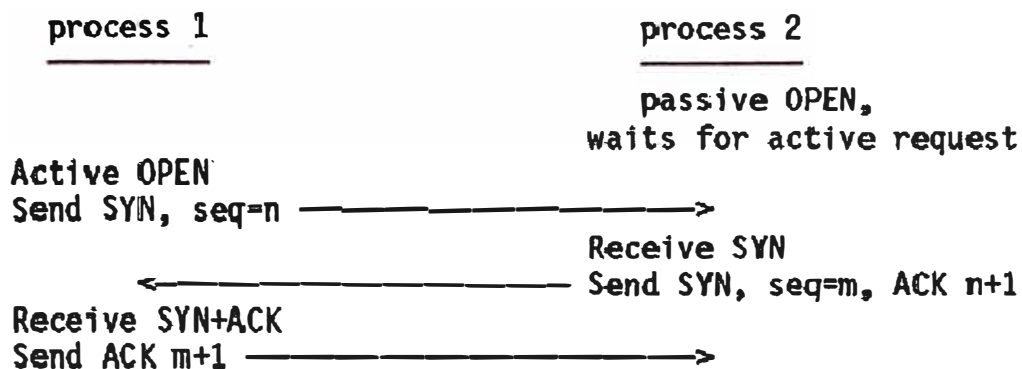 process 1
process 2
passive OPEN,
waits for active request
Active OPEN
Send SYN, seq=n
Receive SYN
Send SYN, seq=m, ACK n+1
Receive SYN+ACK
Send ACK m+1